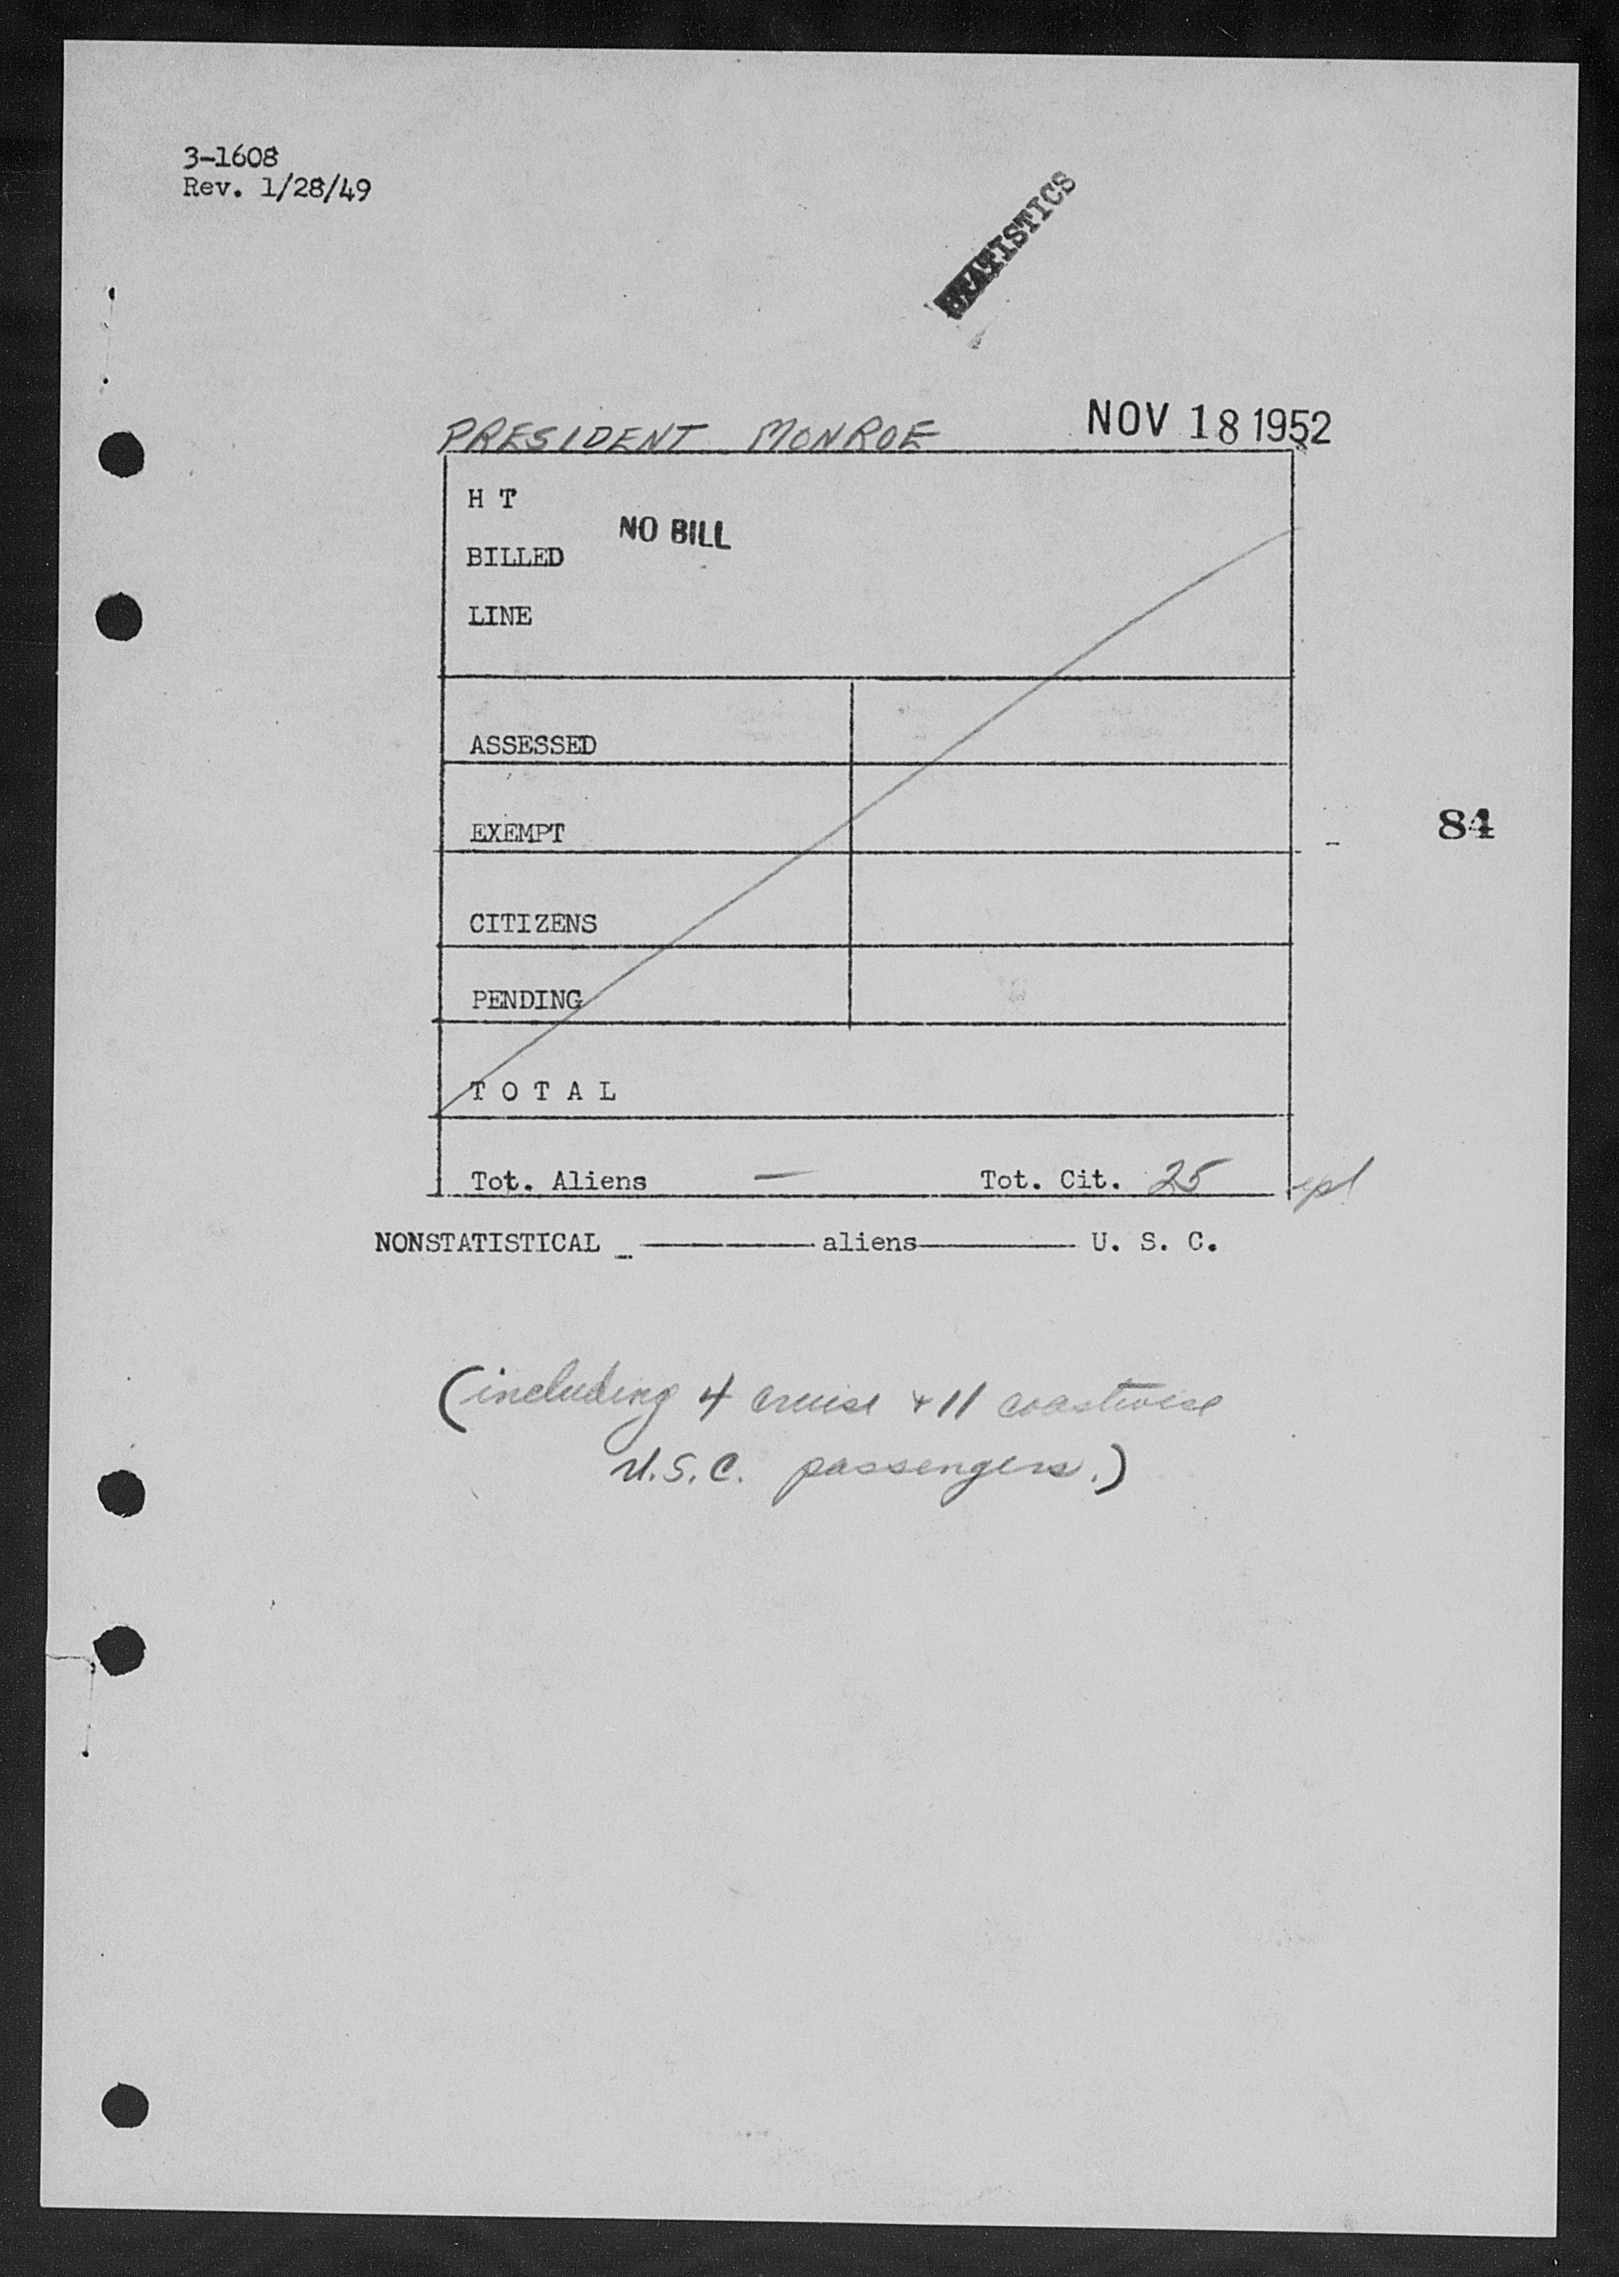 3-1608
Rev. 1/28/49
STATISTICS
PRESIDENT MONROE NOV 18 1952
H T
NO BILL
BILLED
LINE
ASSESSED
EXEMPT
84
CITIZENS
PENDING
T O T A L
Tot. Aliens — Tot. Cit. 25
NONSTATISTICAL _ aliens U. S. C.
(including 4 cruise + 11 coastwise
U.S.C. passengers.)